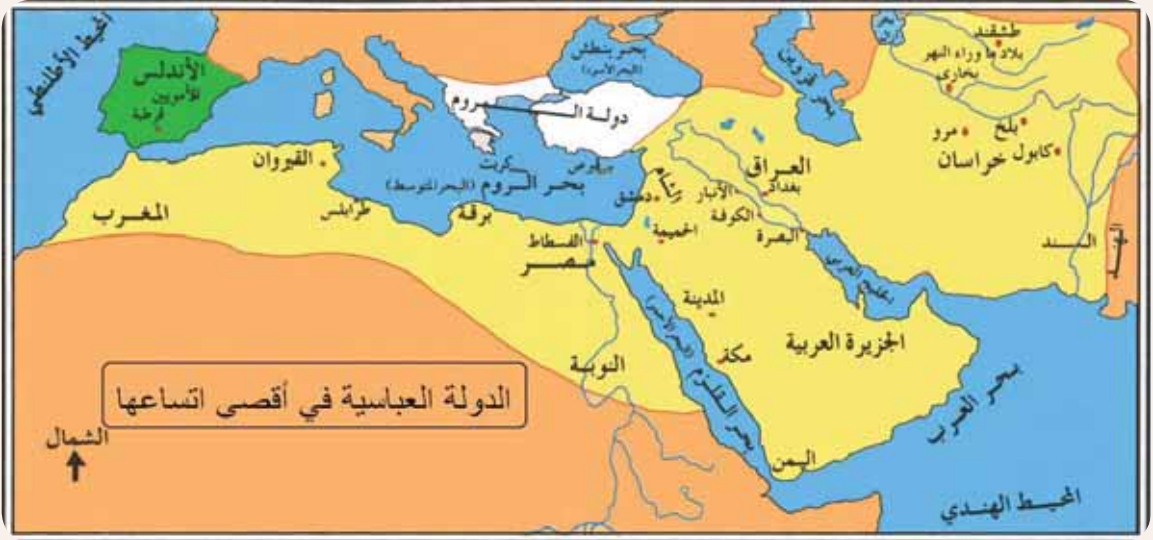 المحيط الأطلنطي
الأندلس
للأمويين
قرطبة
بحر بنطش
(البحر الأسود)
دولة الروم
بحر قزوين
طشقند
بلاد ما وراء النهر
بخارى
مرو
بلخ
كابول
خراسان
العراق
بغداد
الأنبار
الكوفة
البصرة
الشام
دمشق
الحميمة
قبرص
كريت
بحر الروم (البحر المتوسط)
القيروان
المغرب
طرابلس
برقة
الفسطاط
مصر
السند
الهند
الخليج العربي
المدينة
مكة
الجزيرة العربية
بحر القلزم (البحر الأحمر)
النوبة
اليمن
بحر العرب
المحيط الهندي
الدولة العباسية في أقصى اتساعها
الشمال